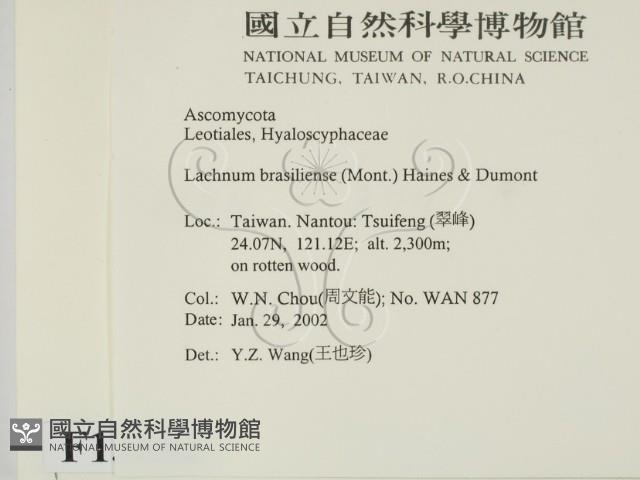 國立自然科學博物館
NATIONAL MUSEUM OF NATURAL SCIENCE
TAICHUNG, TAIWAN, R.O.CHINA
Ascomycota
Leotiales, Hyaloscyphaceae
Lachnum brasiliense (Mont.) Haines & Dumont
Loc.: Taiwan. Nantou: Tsuifeng (翠峰)
24.07N, 121.12E; alt. 2,300m;
on rotten wood.
Col.: W.N. Chou(周文能); No. WAN 877
Date: Jan. 29, 2002
Det.: Y.Z. Wang(王也珍)
國立自然科學博物館
NATIONAL MUSEUM OF NATURAL SCIENCE